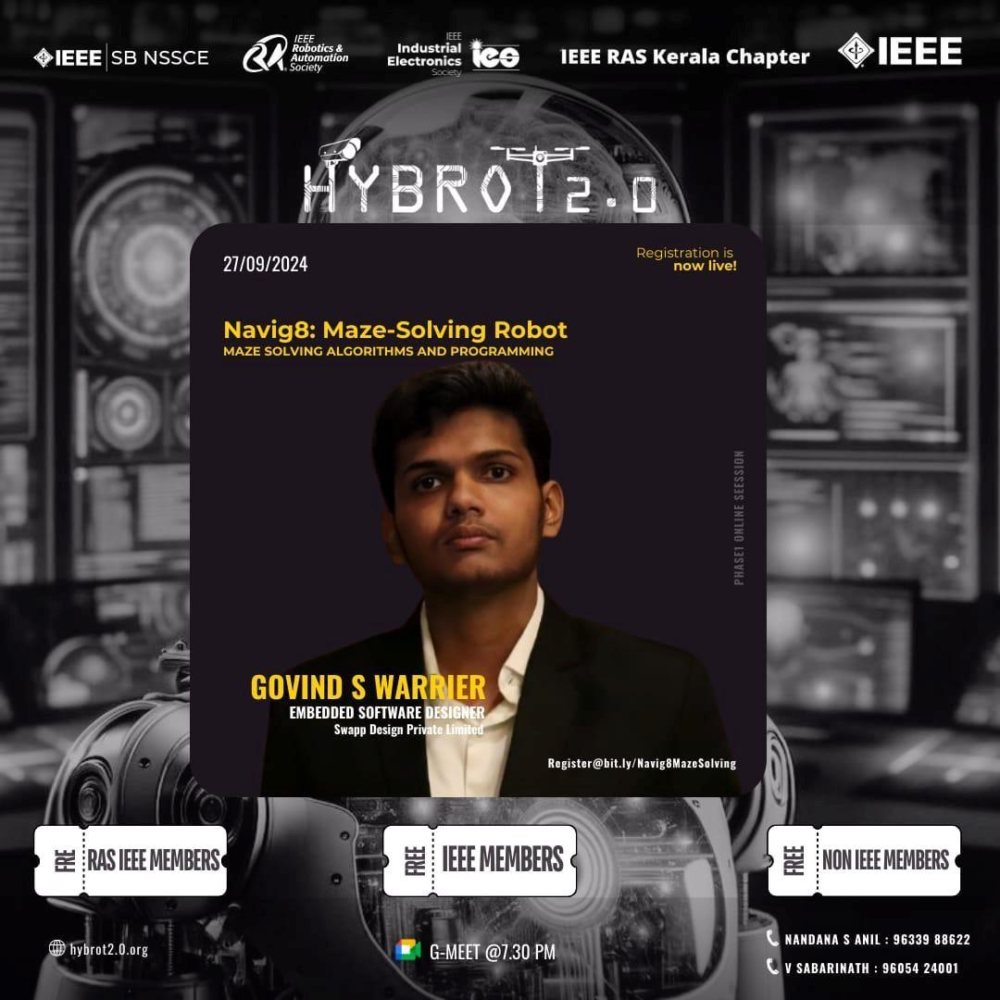 IEEE SB NSSCE
IEEE
Robotics &
Automation
Society
IEEE
Industrial
Electronics
Society
ies
IEEE RAS Kerala Chapter
IEEE
HYBROT 2.0
27/09/2024
Registration is
now live!
Navig8: Maze-Solving Robot
MAZE SOLVING ALGORITHMS AND PROGRAMMING
PHASE1 ONLINE SEESSION
GOVIND S WARRIER
EMBEDDED SOFTWARE DESIGNER
Swapp Design Private Limited
Register@bit.ly/Navig8MazeSolving
FRE
RAS IEEE MEMBERS
FREE
IEEE MEMBERS
FREE
NON IEEE MEMBERS
hybrot2.0.org
G-MEET @7.30 PM
NANDANA S ANIL : 96339 88622
V SABARINATH : 96054 24001